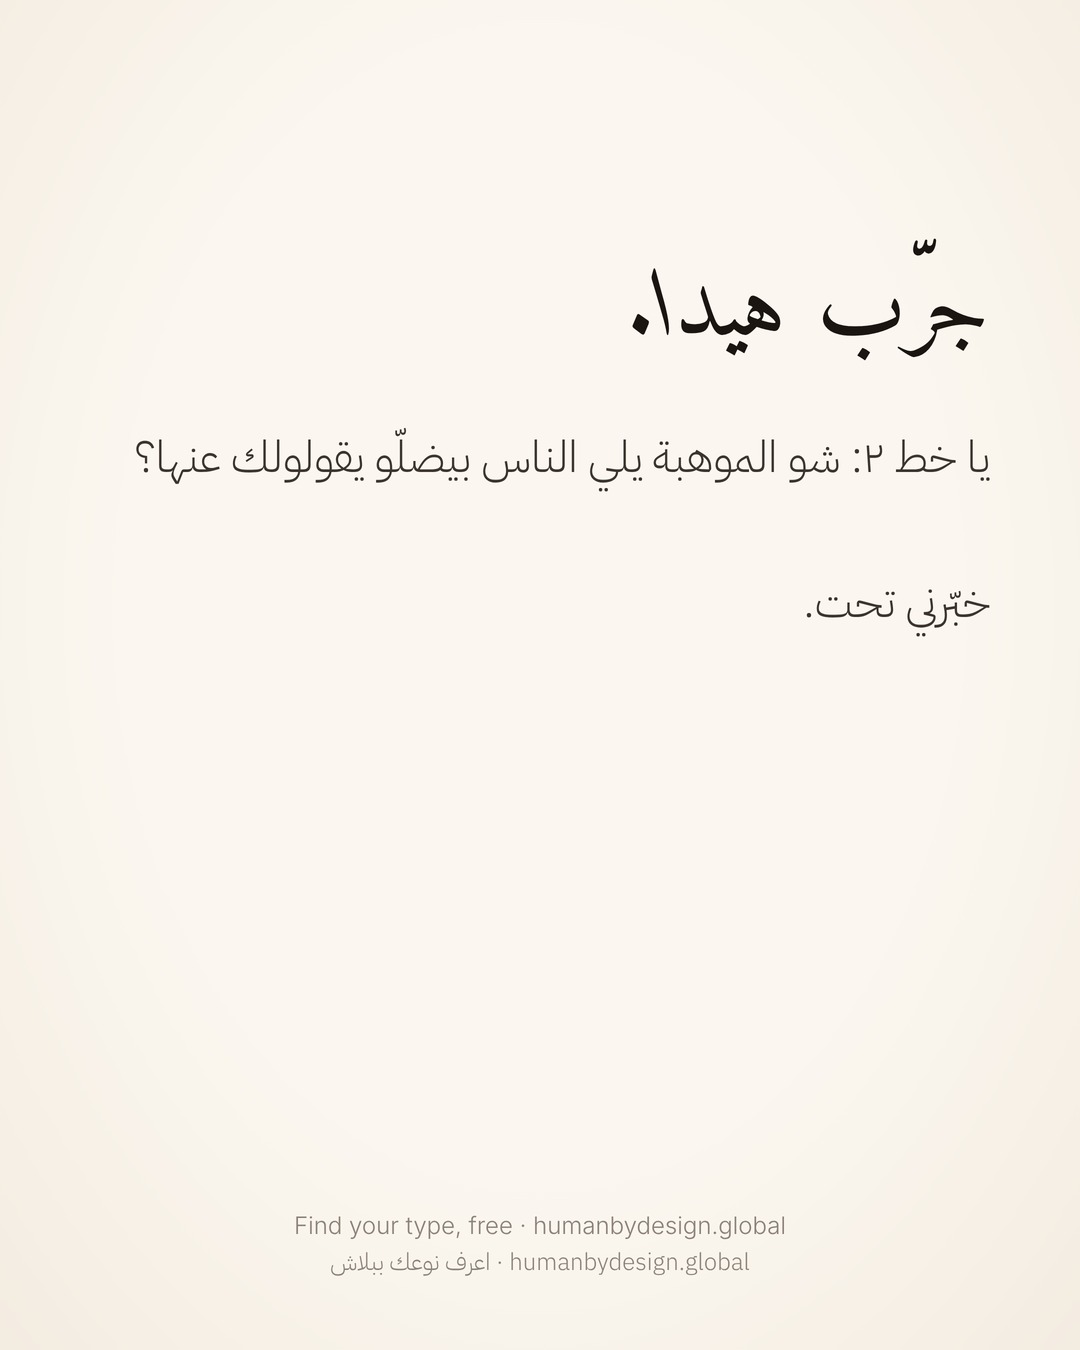 جرّب هيدا.
يا خط ٢: شو الموهبة يلي الناس بيضلّو يقولولك عنها؟
خبّرني تحت.
Find your type, free · humanbydesign.global
اعرف نوعك ببلاش · humanbydesign.global